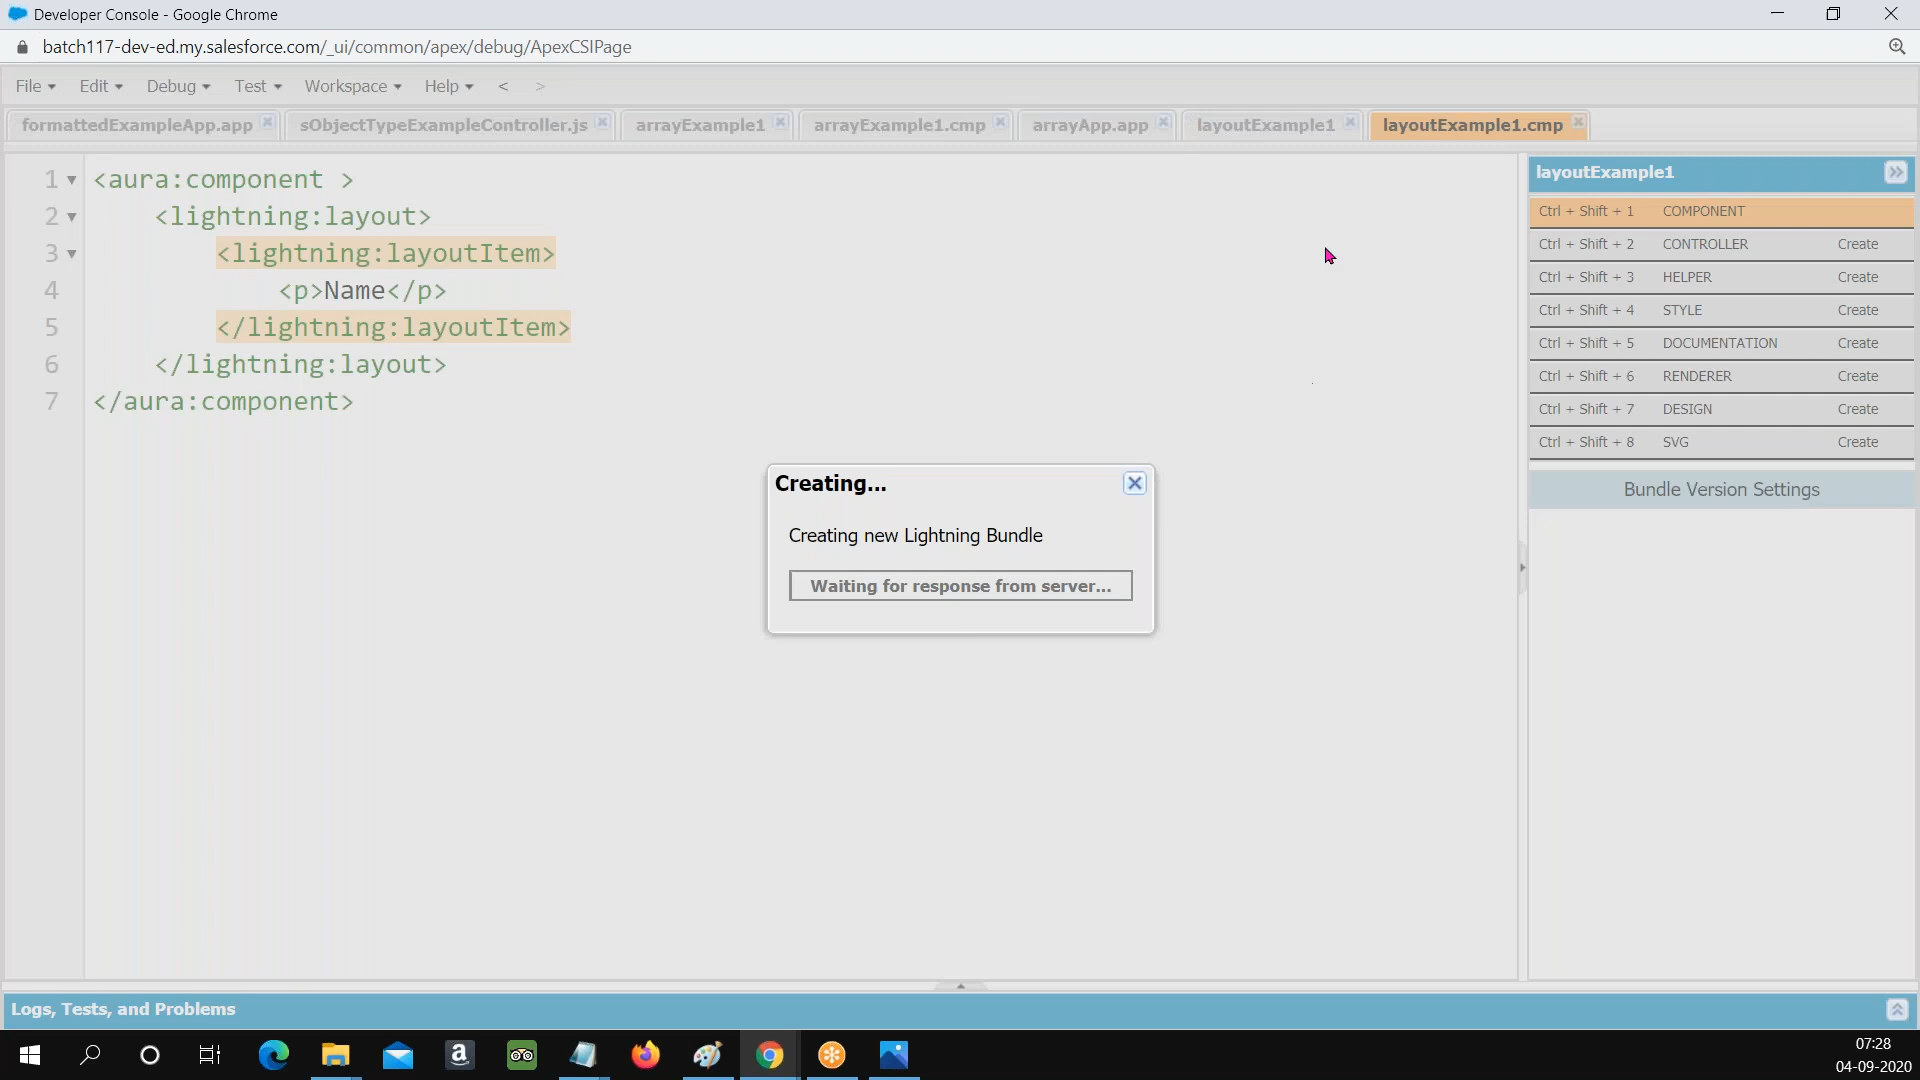 Developer Console - Google Chrome
batch117-dev-ed.my.salesforce.com/_ui/common/apex/debug/ApexCSIPage
File Edit Debug Test Workspace Help < >
formattedExampleApp.app sObjectTypeExampleController.js arrayExample1 arrayExample1.cmp arrayApp.app layoutExample1 layoutExample1.cmp
1 <aura:component >
2 <lightning:layout>
3 <lightning:layoutItem>
4 <p>Name</p>
5 </lightning:layoutItem>
6 </lightning:layout>
7 </aura:component>
layoutExample1
Ctrl + Shift + 1 COMPONENT
Ctrl + Shift + 2 CONTROLLER Create
Ctrl + Shift + 3 HELPER Create
Ctrl + Shift + 4 STYLE Create
Ctrl + Shift + 5 DOCUMENTATION Create
Ctrl + Shift + 6 RENDERER Create
Ctrl + Shift + 7 DESIGN Create
Ctrl + Shift + 8 SVG Create
Bundle Version Settings
Creating...
Creating new Lightning Bundle
Waiting for response from server...
Logs, Tests, and Problems
07:28
04-09-2020